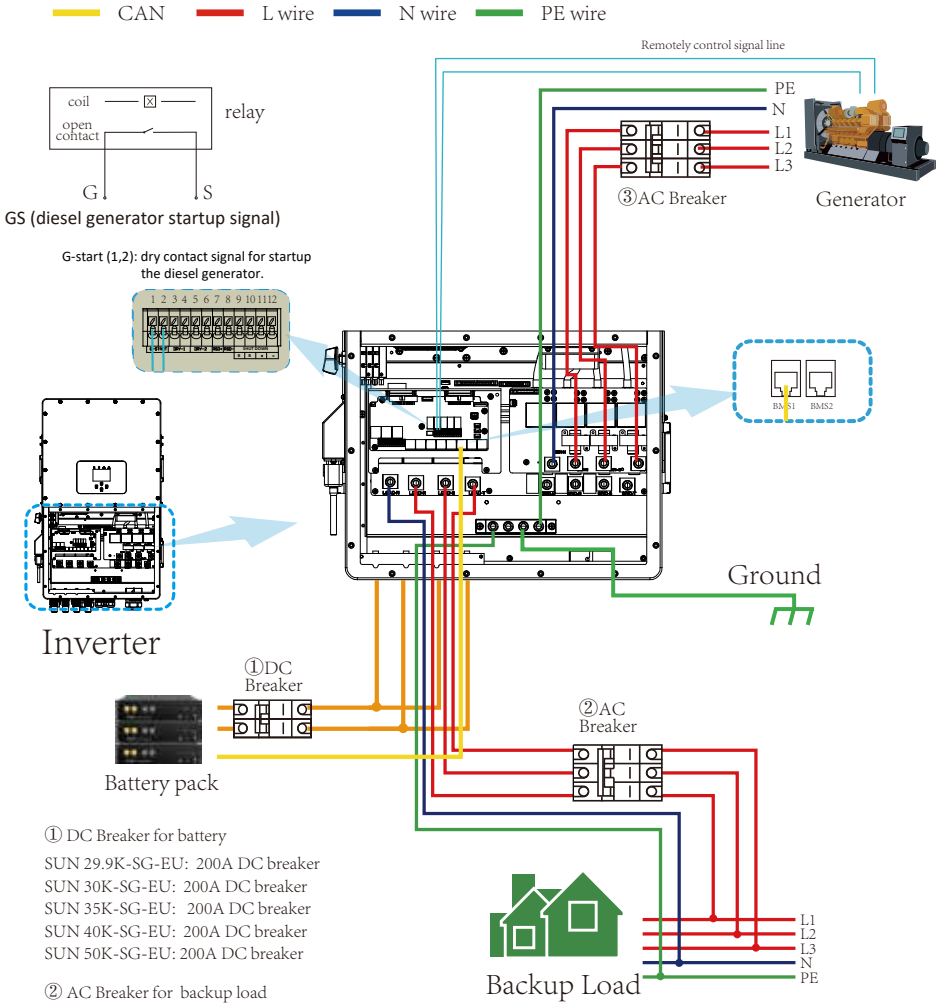 CAN L wire N wire PE wire
Remotely control signal line
coil X
relay
open
contact
G S
GS (diesel generator startup signal)
PE
N
L1
L2
L3
③AC Breaker
Generator
G-start (1,2): dry contact signal for startup
the diesel generator.
1 2 3 4 5 6 7 8 9 10 11 12
BMS1 BMS2
Ground
Inverter
①DC
Breaker
②AC
Breaker
Battery pack
① DC Breaker for battery
SUN 29.9K-SG-EU: 200A DC breaker
SUN 30K-SG-EU: 200A DC breaker
SUN 35K-SG-EU: 200A DC breaker
SUN 40K-SG-EU: 200A DC breaker
SUN 50K-SG-EU: 200A DC breaker
② AC Breaker for backup load
L1
L2
L3
N
PE
Backup Load